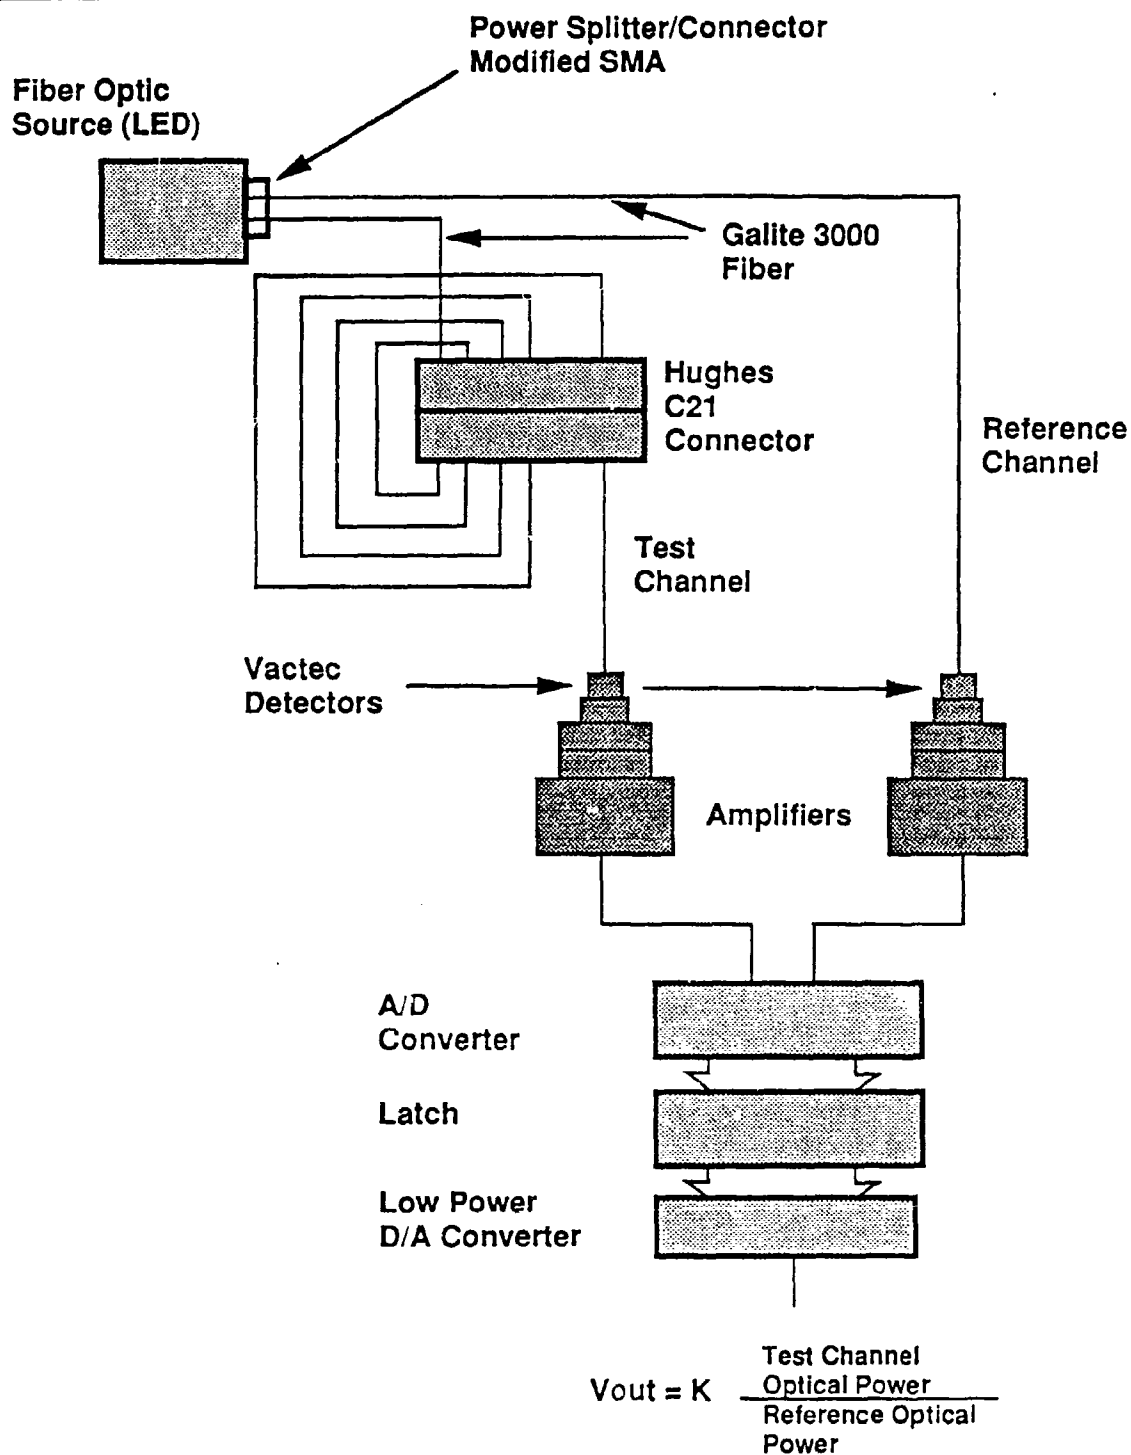 Power Splitter/Connector
Modified SMA
Fiber Optic
Source (LED)
Galite 3000
Fiber
Hughes
C21
Connector
Reference
Channel
Test
Channel
Vactec
Detectors
Amplifiers
A/D
Converter
Latch
Low Power
D/A Converter
Test Channel
Optical Power
Vout = K
Reference Optical
Power